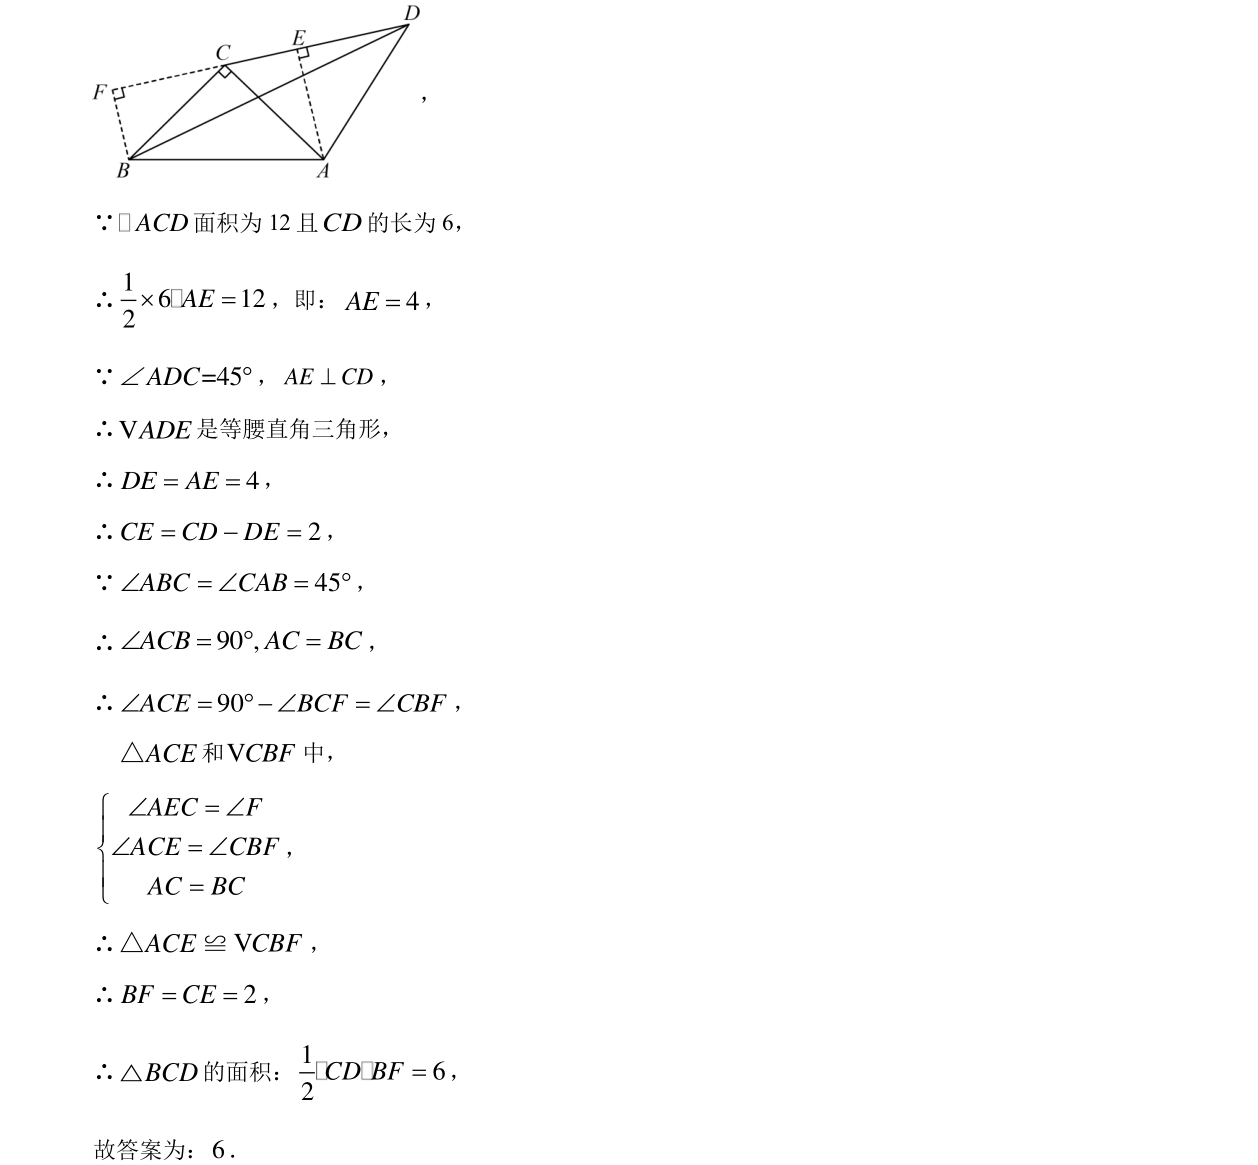 D
E
C
F
，
B
A
∵□ACD面积为12且CD的长为6，
∴1/2×6□AE=12，即：AE=4，
∵∠ADC=45°，AE⊥CD，
∴VADE是等腰直角三角形，
∴DE=AE=4，
∴CE=CD−DE=2，
∵∠ABC=∠CAB=45°，
∴∠ACB=90°,AC=BC，
∴∠ACE=90°−∠BCF=∠CBF，
△ACE和VCBF中，
∠AEC=∠F
{∠ACE=∠CBF，
AC=BC
∴△ACE≌VCBF，
∴BF=CE=2，
∴△BCD的面积：1/2□CD□BF=6，
故答案为：6．